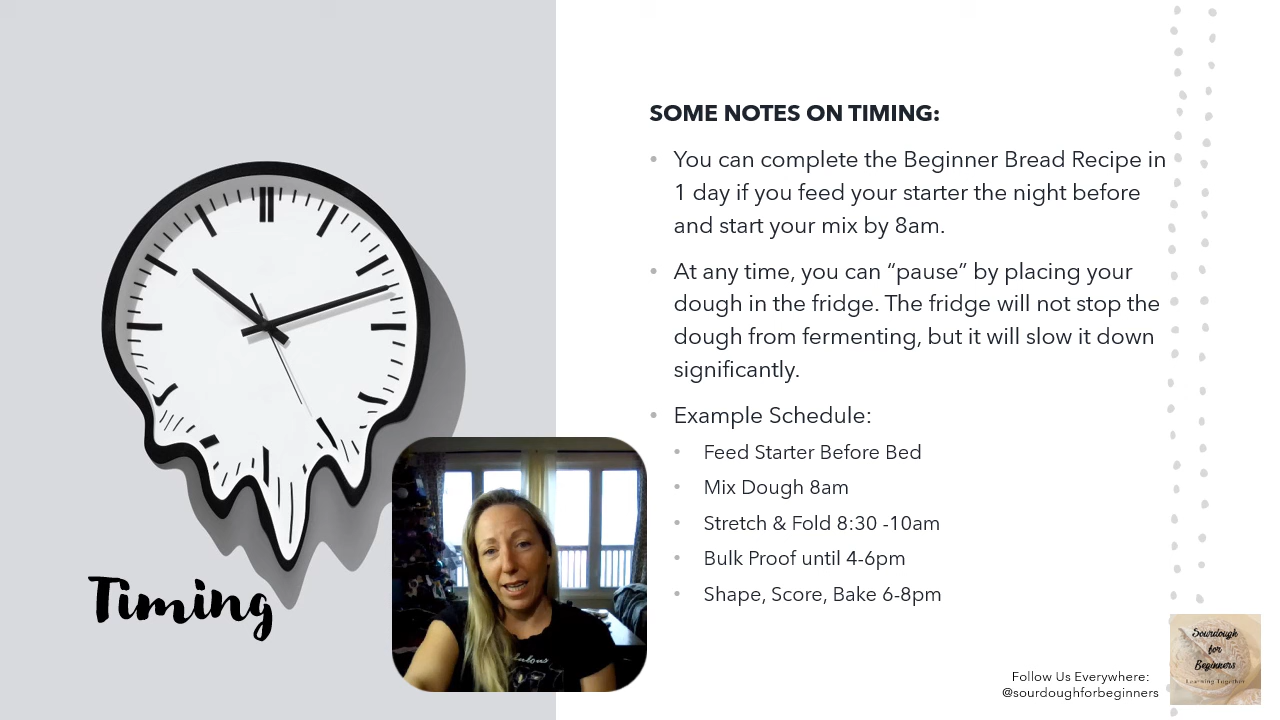 SOME NOTES ON TIMING:
You can complete the Beginner Bread Recipe in
1 day if you feed your starter the night before
and start your mix by 8am.
At any time, you can “pause” by placing your
dough in the fridge. The fridge will not stop the
dough from fermenting, but it will slow it down
significantly.
Example Schedule:
Feed Starter Before Bed
Mix Dough 8am
Stretch & Fold 8:30 -10am
Bulk Proof until 4-6pm
Shape, Score, Bake 6-8pm
Timing
Sourdough
for
Beginners
Learning Together
Follow Us Everywhere:
@sourdoughforbeginners